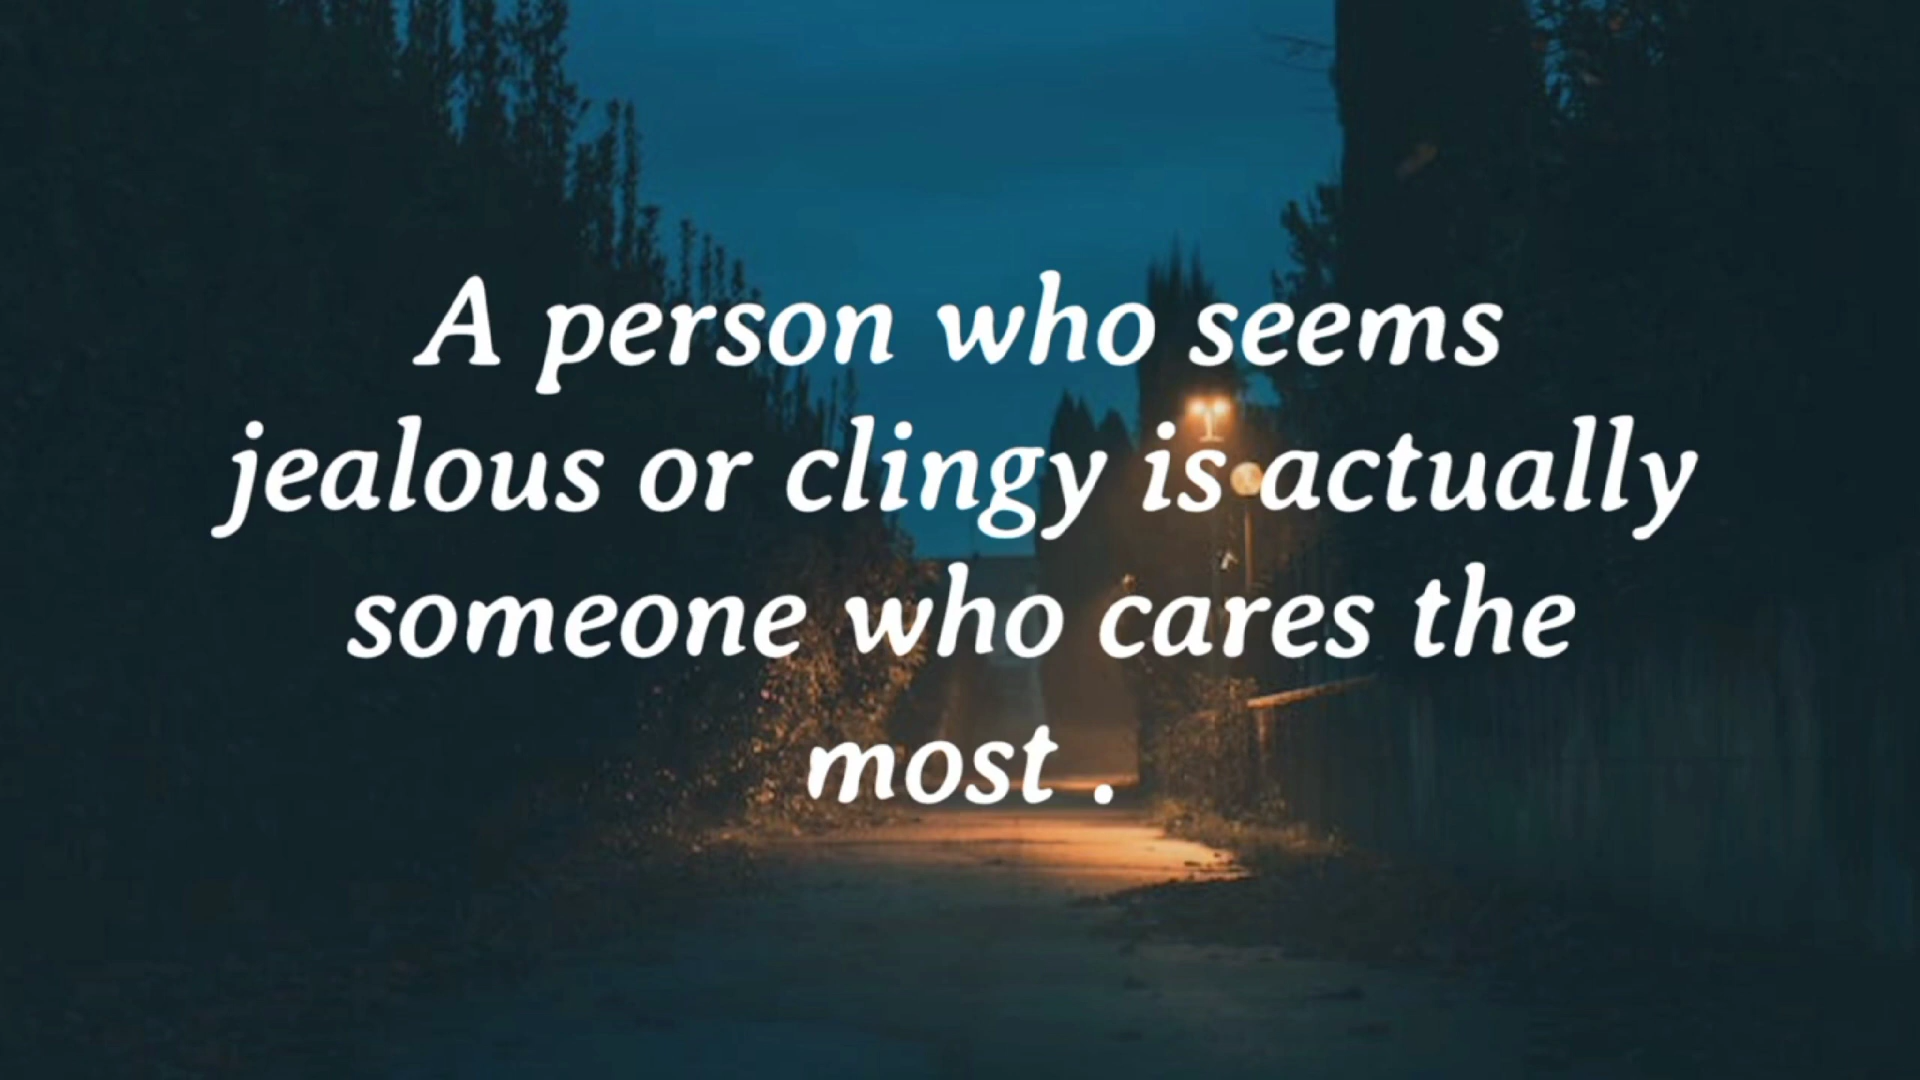 A person who seems
jealous or clingy is actually
someone who cares the
most .